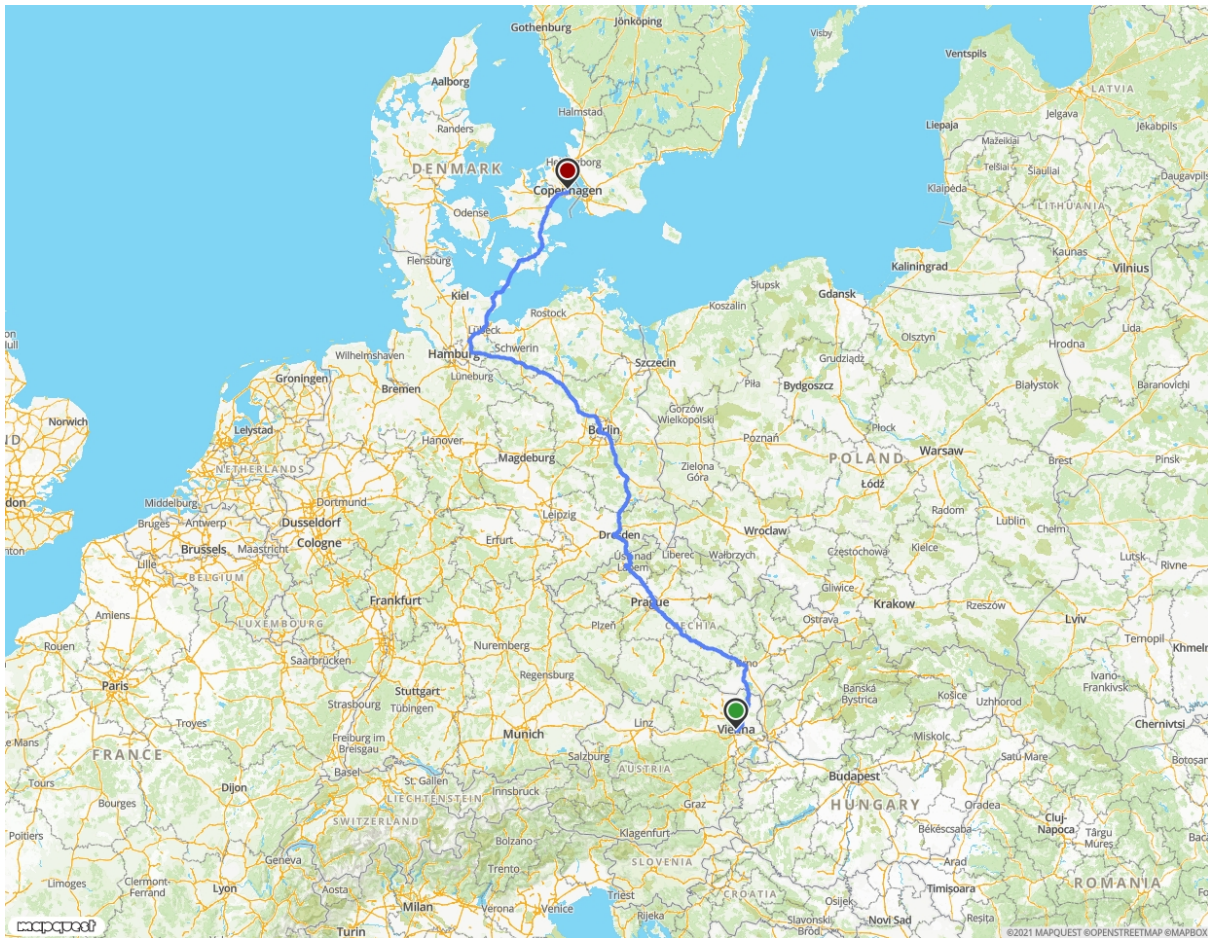 Gothenburg
Jönköping
Visby
Ventspils
LATVIA
Aalborg
Halmstad
Jelgava
Jēkabpils
Liepaja
Randers
Mažeikiai
DENMARK
Telšiai
Šiauliai
Daugavpils
Copenhagen
Klaipėda
LITHUANIA
Odense
Kaunas
Flensburg
Kaliningrad
Vilnius
Słupsk
Gdansk
Kiel
Koszalin
Rostock
Lübeck
Lida
Olsztyn
Hrodna
Schwerin
Hamburg
Wilhelmshaven
Grudziądz
Szczecin
Groningen
Lüneburg
Piła
Bydgoszcz
Białystok
Baranovichi
Bremen
Norwich
Gorzów
Wielkopolski
Płock
Lelystad
Berlin
Hanover
Poznań
Warsaw
Magdeburg
POLAND
Brest
Pinsk
NETHERLANDS
Zielona
Góra
Łódź
Middelburg
Dortmund
Radom
Leipzig
Bruges
Antwerp
Dusseldorf
Lublin
Chelm
Dresden
Wroclaw
Cologne
Erfurt
Brussels
Maastricht
Częstochowa
Kielce
Liberec
Wałbrzych
Lutsk
Lille
Rivne
BELGIUM
Gliwice
Frankfurt
Prague
Krakow
Rzeszów
Amiens
LUXEMBOURG
Plzeň
CZECHIA
Ostrava
Lviv
Ternopil
Rouen
Nuremberg
Khmeln
Saarbrücken
Regensburg
Ivano-
Frankivsk
Paris
Stuttgart
Banská
Bystrica
Košice
Uzhhorod
Strasbourg
Tübingen
Troyes
Linz
Vienna
Chernivtsi
Munich
Miskolc
Freiburg im
Breisgau
FRANCE
Salzburg
Satu Mare
Basel
AUSTRIA
Budapest
St. Gallen
Dijon
Tours
Innsbruck
LIECHTENSTEIN
Bourges
HUNGARY
Graz
Oradea
SWITZERLAND
Cluj-
Napoca
Klagenfurt
Békéscsaba
Târgu
Mureș
Poitiers
Bolzano
Geneva
SLOVENIA
Arad
Trento
Limoges
Clermont-
Ferrand
Lyon
Aosta
ROMANIA
Timisoara
Triest
CROATIA
Milan
Verona
Venice
Osijek
Rijeka
Slavonski
Brod
Novi Sad
Reșița
mapquest
Turin
©2021 MAPQUEST ©OPENSTREETMAP ©MAPBOX